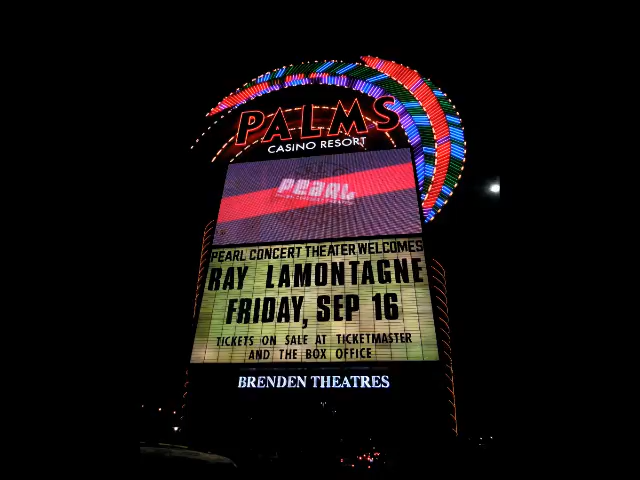 PALMS
CASINO RESORT
PEARL
PEARL CONCERT THEATER WELCOMES
RAY LAMONTAGNE
FRIDAY, SEP 16
TICKETS ON SALE AT TICKETMASTER
AND THE BOX OFFICE
BRENDEN THEATRES